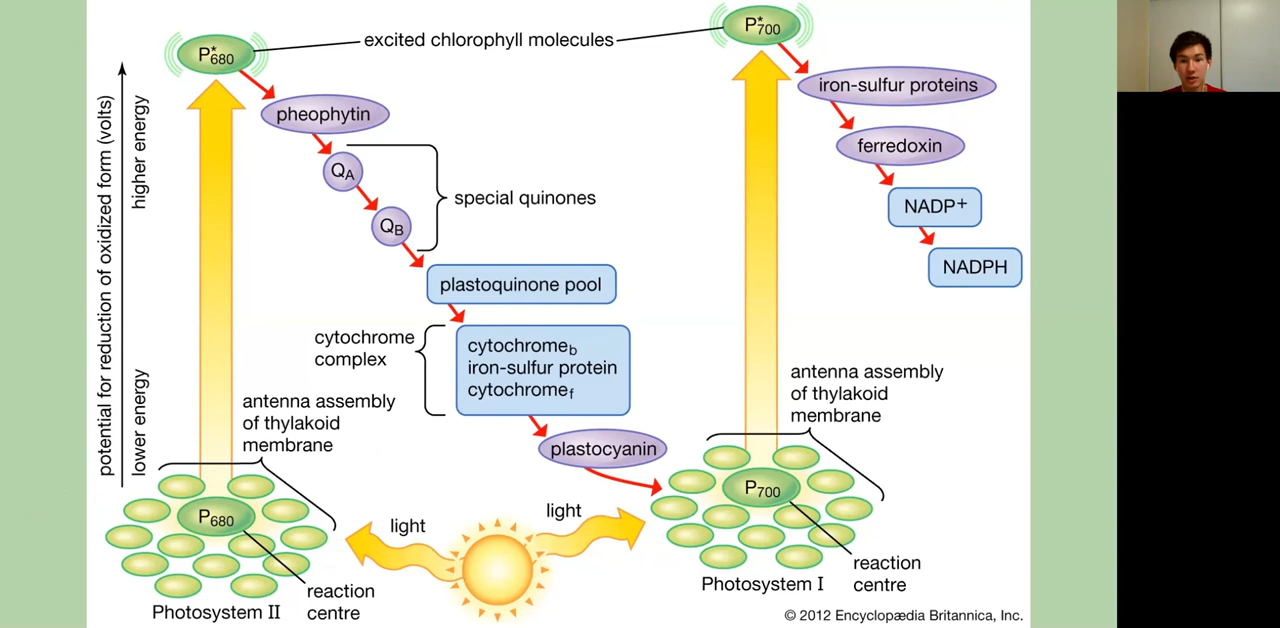 P*680
excited chlorophyll molecules
P*700
pheophytin
iron-sulfur proteins
QA
ferredoxin
special quinones
QB
NADP+
NADPH
plastoquinone pool
cytochrome
complex
cytochromeb
iron-sulfur protein
cytochromef
plastocyanin
potential for reduction of oxidized form (volts)
higher energy
lower energy
antenna assembly
of thylakoid
membrane
antenna assembly
of thylakoid
membrane
P680
P700
light
light
reaction
centre
reaction
centre
Photosystem II
Photosystem I
© 2012 Encyclopædia Britannica, Inc.